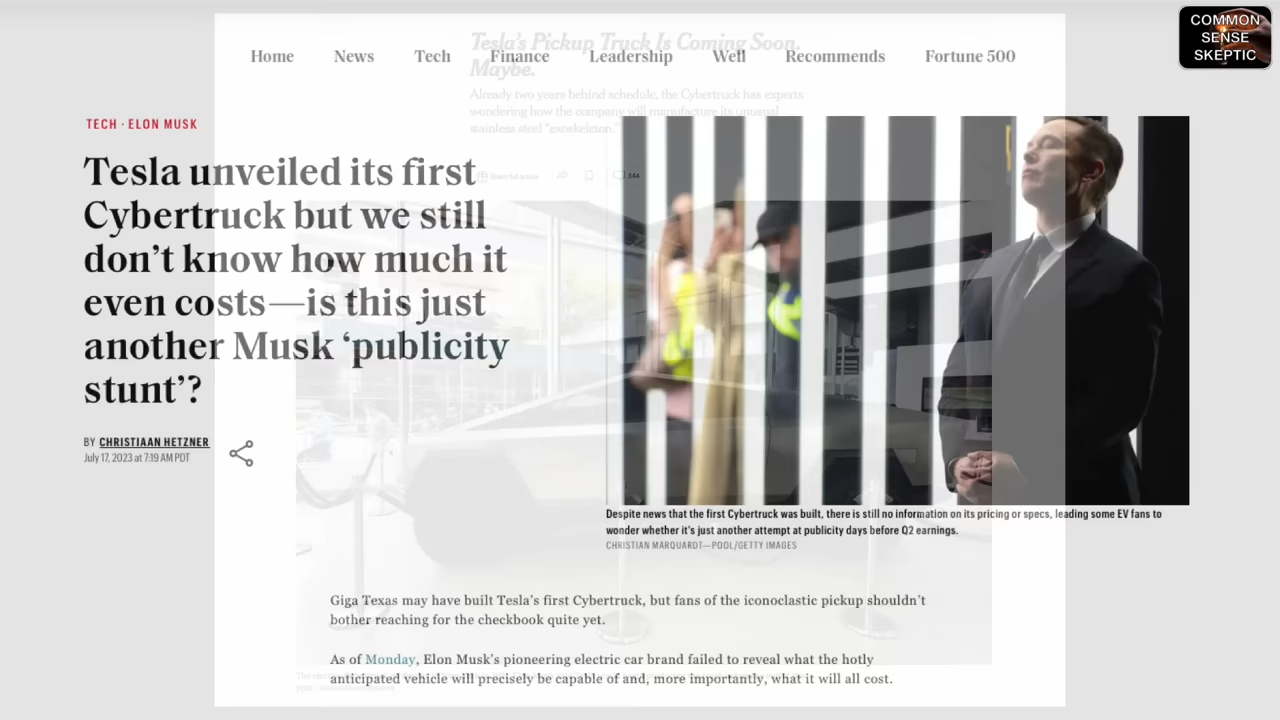 COMMON
SENSE
SKEPTIC
Home News Tech Finance Leadership Well Recommends Fortune 500
Tesla's Pickup Truck Is Coming Soon.
Maybe.
Already two years behind schedule, the Cybertruck has experts
wondering how the company will manufacture its unusual
stainless steel "exoskeleton."
344
TECH · ELON MUSK
Tesla unveiled its first
Cybertruck but we still
don't know how much it
even costs—is this just
another Musk 'publicity
stunt'?
BY CHRISTIAAN HETZNER
July 17, 2023 at 7:19 AM PDT
Despite news that the first Cybertruck was built, there is still no information on its pricing or specs, leading some EV fans to
wonder whether it's just another attempt at publicity days before Q2 earnings.
CHRISTIAN MARQUARDT—POOL/GETTY IMAGES
Giga Texas may have built Tesla's first Cybertruck, but fans of the iconoclastic pickup shouldn't
bother reaching for the checkbook quite yet.
As of Monday, Elon Musk's pioneering electric car brand failed to reveal what the hotly
anticipated vehicle will precisely be capable of and, more importantly, what it will all cost.